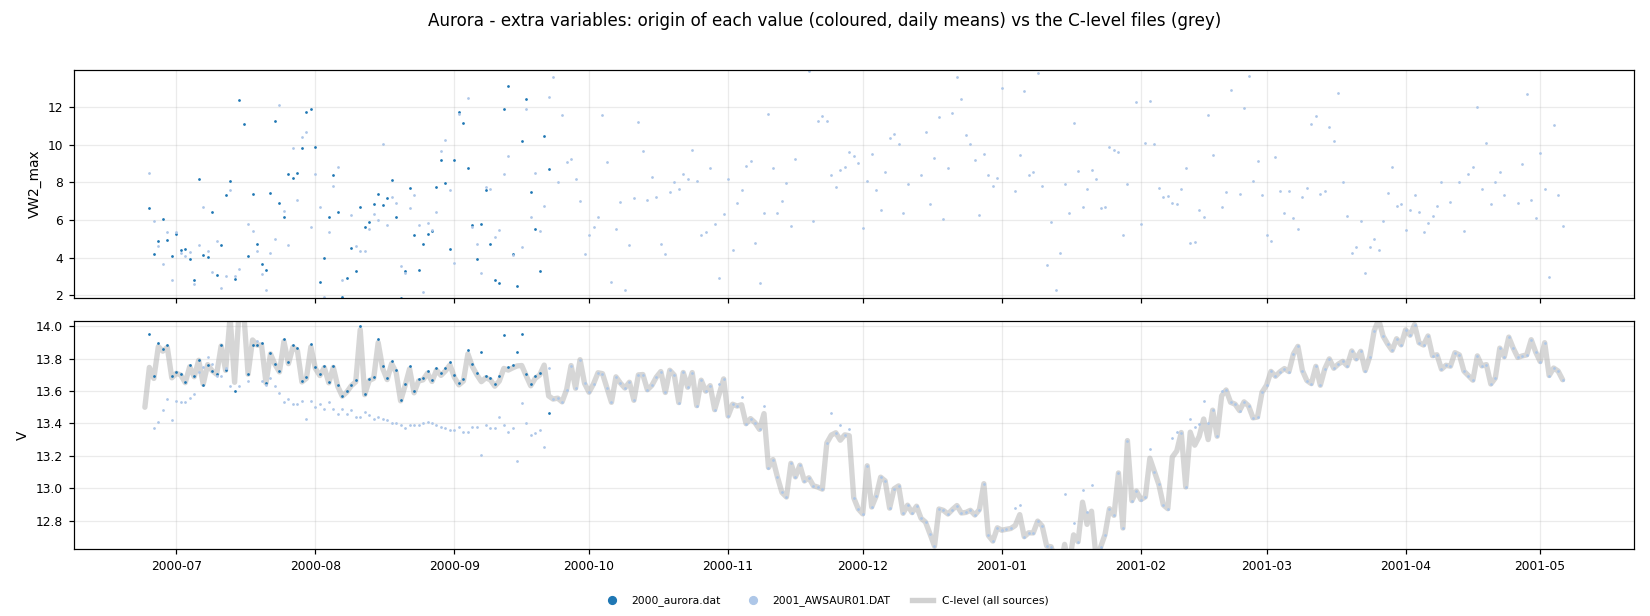 Aurora - extra variables: origin of each value (coloured, daily means) vs the C-level files (grey)
VW2_max
12
10
8
6
4
2
V
14.0
13.8
13.6
13.4
13.2
13.0
12.8
2000-07 2000-08 2000-09 2000-10 2000-11 2000-12 2001-01 2001-02 2001-03 2001-04 2001-05
2000_aurora.dat 2001_AWSAUR01.DAT C-level (all sources)